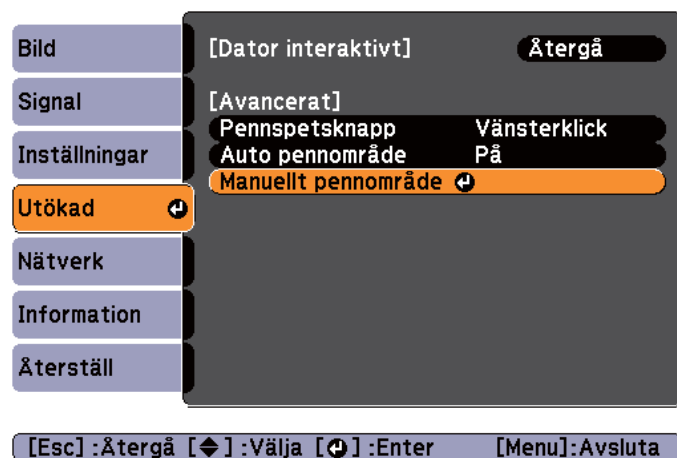 Bild
Signal
Inställningar
Utökad
Nätverk
Information
Återställ
[Dator interaktivt] Återgå
[Avancerat]
Pennspetsknapp Vänsterklick
Auto pennområde På
Manuellt pennområde
[Esc] :Återgå [◆] :Välja [⏎] :Enter [Menu]:Avsluta